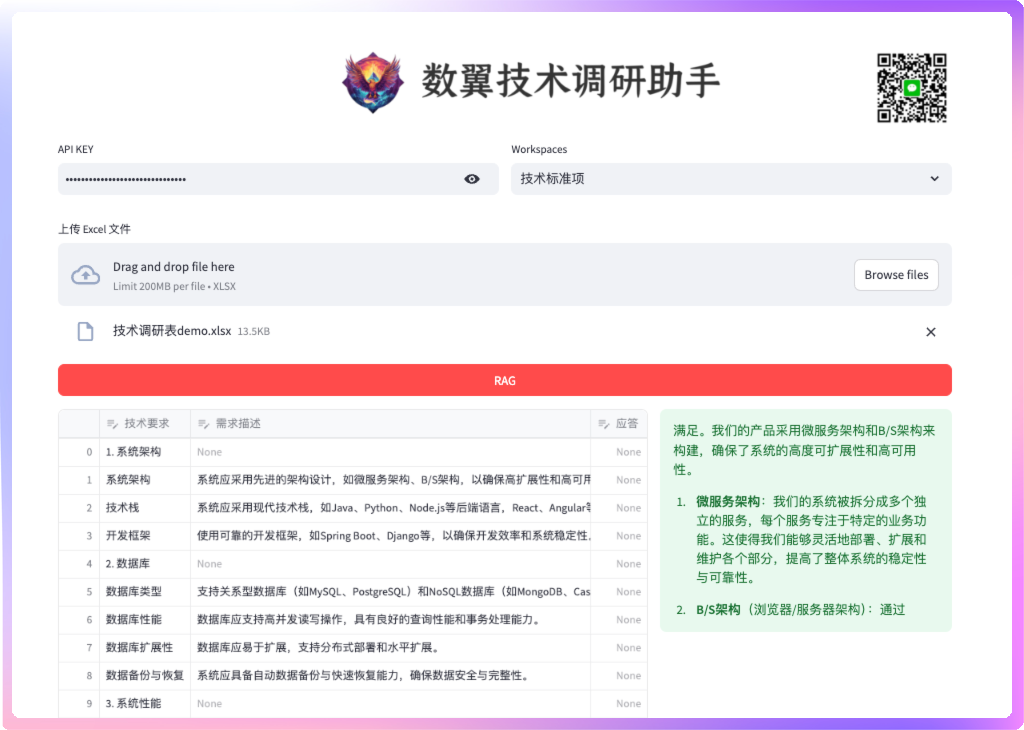 数翼技术调研助手
API KEY
Workspaces
••••••••••••••••••••••••••••••
技术标准项
上传 Excel 文件
Drag and drop file here
Limit 200MB per file • XLSX
Browse files
技术调研表demo.xlsx 13.5KB
RAG
技术要求 需求描述 应答
0 1. 系统架构 None None
1 系统架构 系统应采用先进的架构设计，如微服务架构、B/S架构，以确保高扩展性和高可用 None
2 技术栈 系统应采用现代技术栈，如Java、Python、Node.js等后端语言，React、Angular等 None
3 开发框架 使用可靠的开发框架，如Spring Boot、Django等，以确保开发效率和系统稳定性。 None
4 2. 数据库 None None
5 数据库类型 支持关系型数据库（如MySQL、PostgreSQL）和NoSQL数据库（如MongoDB、Cas None
6 数据库性能 数据库应支持高并发读写操作，具有良好的查询性能和事务处理能力。 None
7 数据库扩展性 数据库应易于扩展，支持分布式部署和水平扩展。 None
8 数据备份与恢复 系统应具备自动数据备份与快速恢复能力，确保数据安全与完整性。 None
9 3. 系统性能 None None
满足。我们的产品采用微服务架构和B/S架构来
构建，确保了系统的高度可扩展性和高可用
性。
1. 微服务架构：我们的系统被拆分成多个独
立的服务，每个服务专注于特定的业务功
能。这使得我们能够灵活地部署、扩展和
维护各个部分，提高了整体系统的稳定性
与可靠性。
2. B/S架构（浏览器/服务器架构）：通过